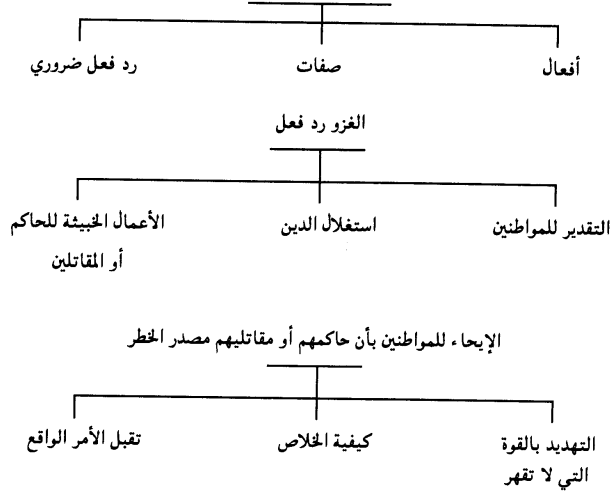 أفعال
صفات
رد فعل ضروري
الغزو رد فعل
التقدير للمواطنين
استغلال الدين
الأعمال الخبيثة للحاكم
أو المقاتلين
الإيحاء للمواطنين بأن حاكمهم أو مقاتليهم مصدر الخطر
التهديد بالقوة
التي لا تقهر
كيفية الخلاص
تقبل الأمر الواقع